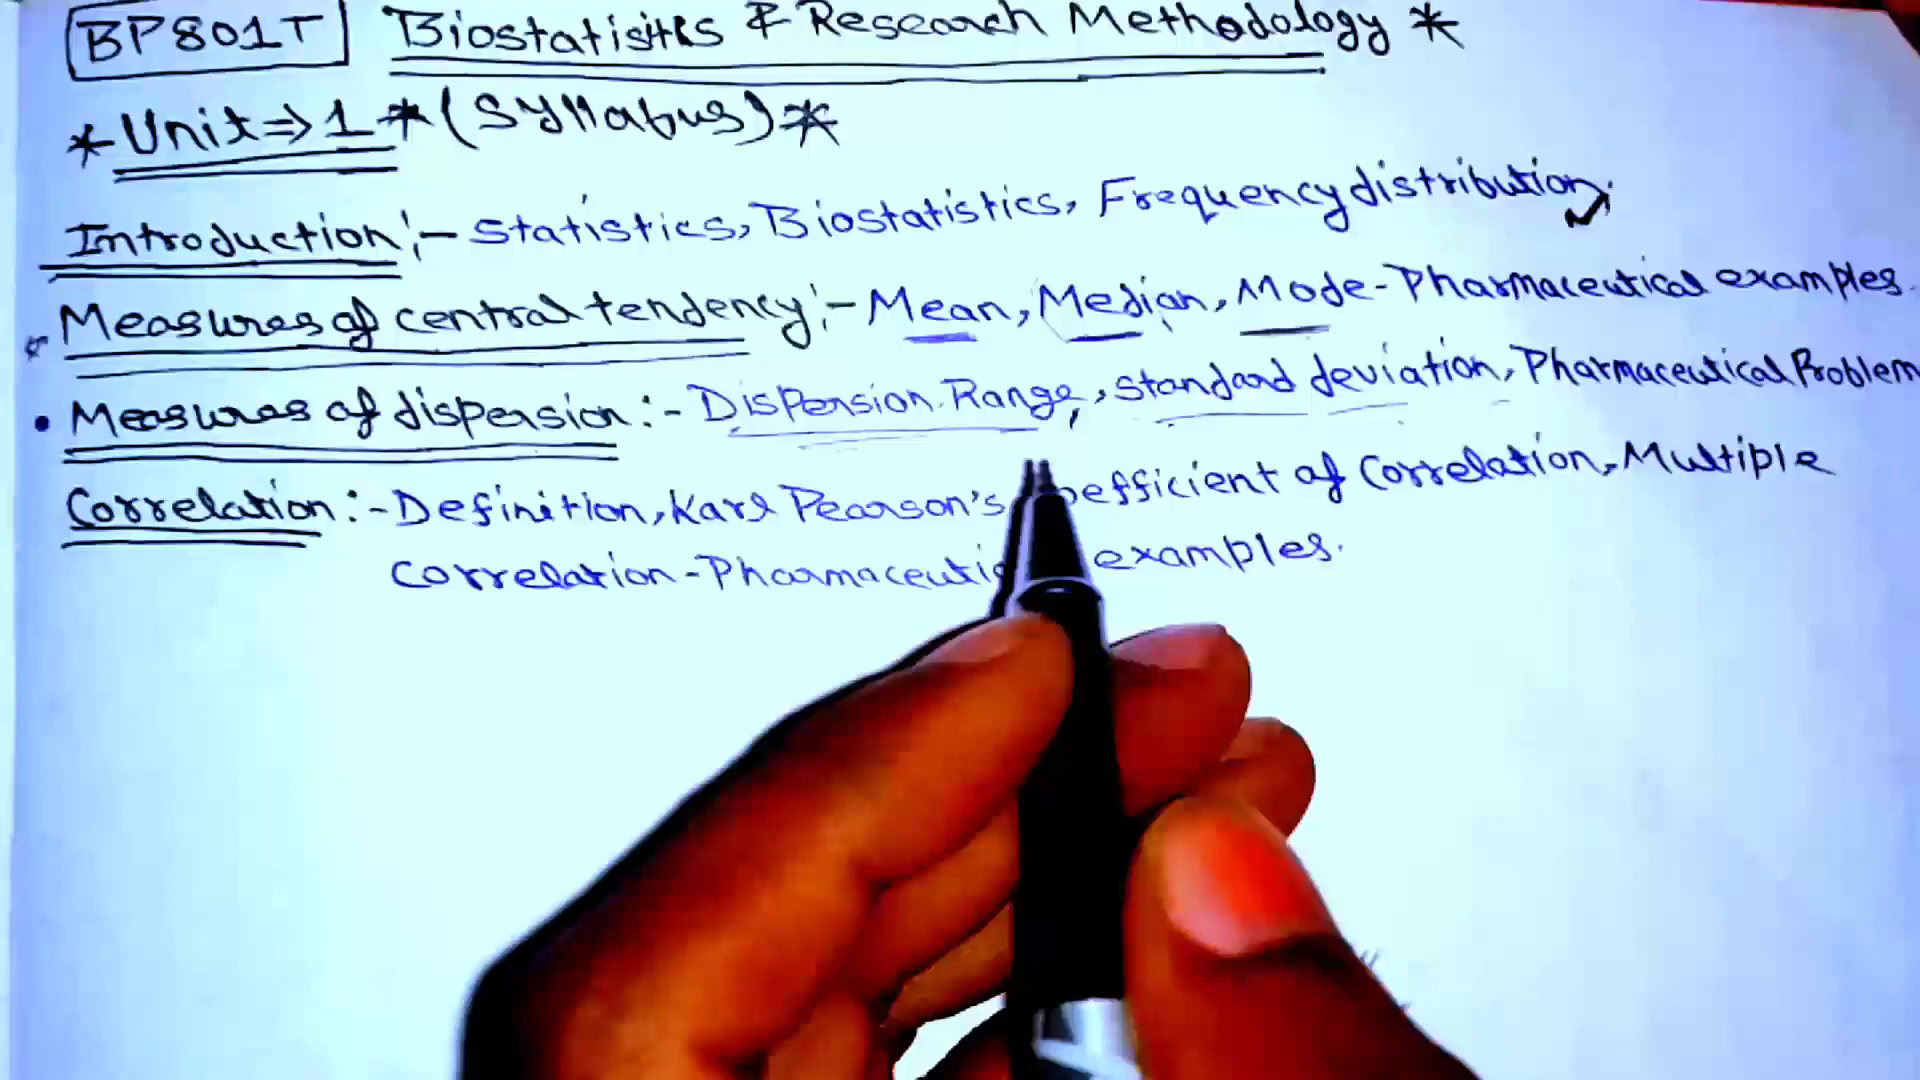 BP801T Biostatisitcs & Research Methodology *
* Unit ⇒ 1 * (Syllabus) *
Introduction :- Statistics, Biostatistics, Frequency distribution.
Measures of central tendency :- Mean, Median, Mode - Pharmaceutical examples.
• Measures of dispersion :- Dispersion. Range, standard deviation, Pharmaceutical Problem
Correlation :- Definition, Karl Pearson's oefficient of Correlation, Multiple
correlation - Pharmaceutic examples.